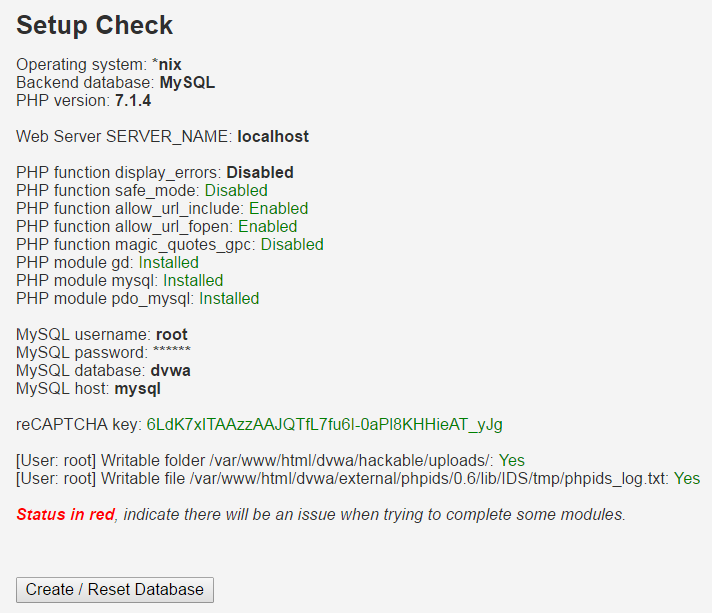 Setup Check
Operating system: *nix
Backend database: MySQL
PHP version: 7.1.4
Web Server SERVER_NAME: localhost
PHP function display_errors: Disabled
PHP function safe_mode: Disabled
PHP function allow_url_include: Enabled
PHP function allow_url_fopen: Enabled
PHP function magic_quotes_gpc: Disabled
PHP module gd: Installed
PHP module mysql: Installed
PHP module pdo_mysql: Installed
MySQL username: root
MySQL password: ******
MySQL database: dvwa
MySQL host: mysql
reCAPTCHA key: 6LdK7xITAAzzAAJQTfL7fu6I-0aPl8KHHieAT_yJg
[User: root] Writable folder /var/www/html/dvwa/hackable/uploads/: Yes
[User: root] Writable file /var/www/html/dvwa/external/phpids/0.6/lib/IDS/tmp/phpids_log.txt: Yes
Status in red, indicate there will be an issue when trying to complete some modules.
Create / Reset Database